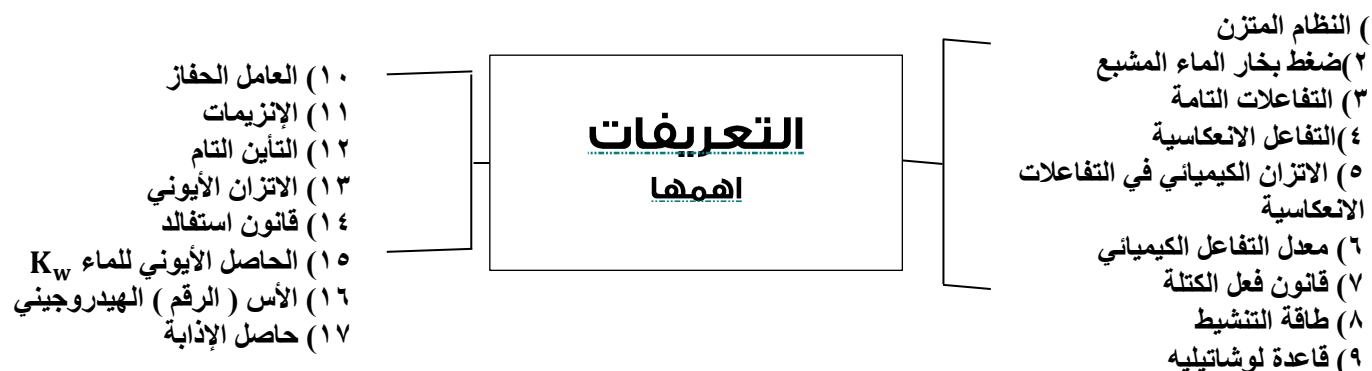 ) النظام المتزن
٢)ضغط بخار الماء المشبع
٣) التفاعلات التامة
٤)التفاعل الانعكاسية
٥) الاتزان الكيميائي في التفاعلات
الانعكاسية
٦) معدل التفاعل الكيميائي
٧) قانون فعل الكتلة
٨) طاقة التنشيط
٩) قاعدة لوشاتيليه
التعريفات
اهمها
١٠) العامل الحفاز
١١) الإنزيمات
١٢) التأين التام
١٣) الاتزان الأيوني
١٤) قانون استفالد
١٥) الحاصل الأيوني للماء K_w
١٦) الأس ( الرقم ) الهيدروجيني
١٧) حاصل الإذابة